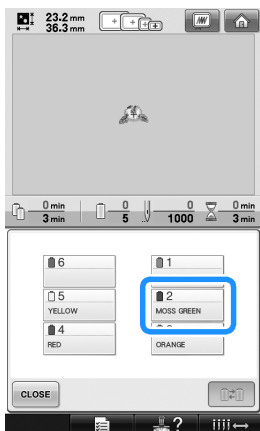 23.2 mm
36.3 mm
0 min
3 min
0
5
0
1000
0 min
3 min
6
1
5
YELLOW
2
MOSS GREEN
4
RED
ORANGE
CLOSE
?